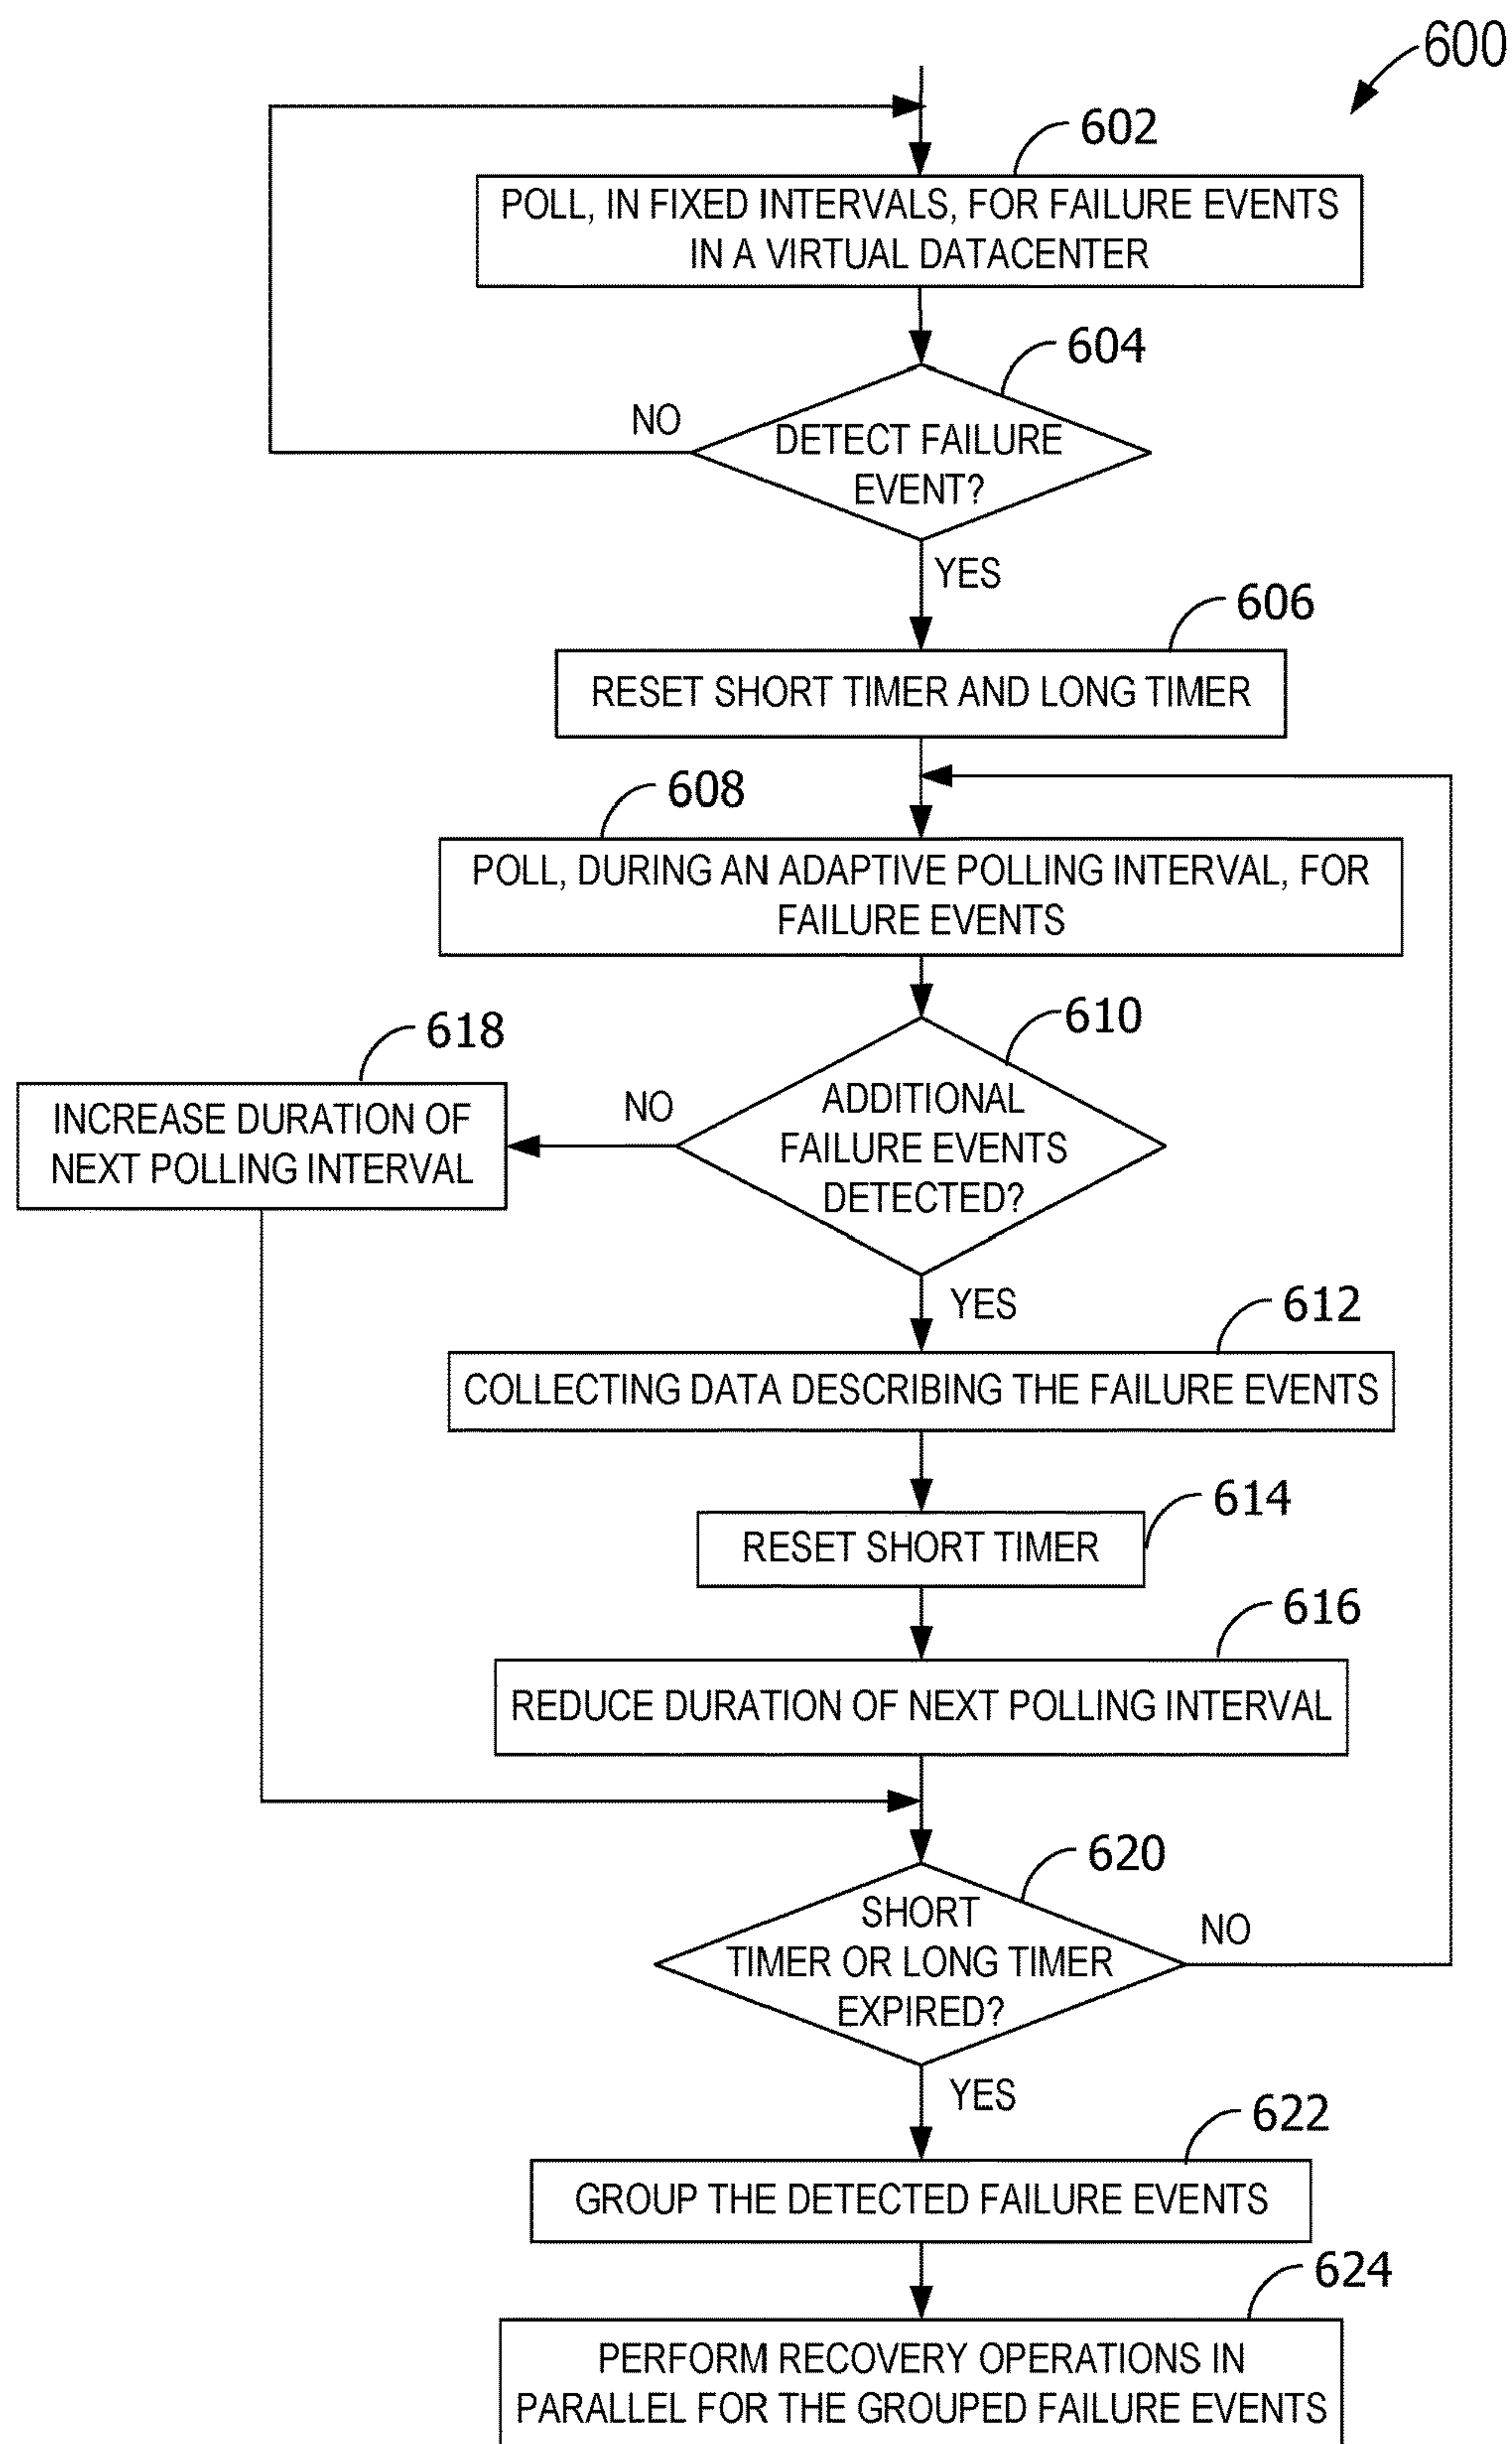 600
602
POLL, IN FIXED INTERVALS, FOR FAILURE EVENTS
IN A VIRTUAL DATACENTER
604
NO
DETECT FAILURE
EVENT?
YES
606
RESET SHORT TIMER AND LONG TIMER
608
POLL, DURING AN ADAPTIVE POLLING INTERVAL, FOR
FAILURE EVENTS
610
618
INCREASE DURATION OF
NEXT POLLING INTERVAL
NO
ADDITIONAL
FAILURE EVENTS
DETECTED?
YES
612
COLLECTING DATA DESCRIBING THE FAILURE EVENTS
614
RESET SHORT TIMER
616
REDUCE DURATION OF NEXT POLLING INTERVAL
620
SHORT
TIMER OR LONG TIMER
EXPIRED?
NO
YES
622
GROUP THE DETECTED FAILURE EVENTS
624
PERFORM RECOVERY OPERATIONS IN
PARALLEL FOR THE GROUPED FAILURE EVENTS